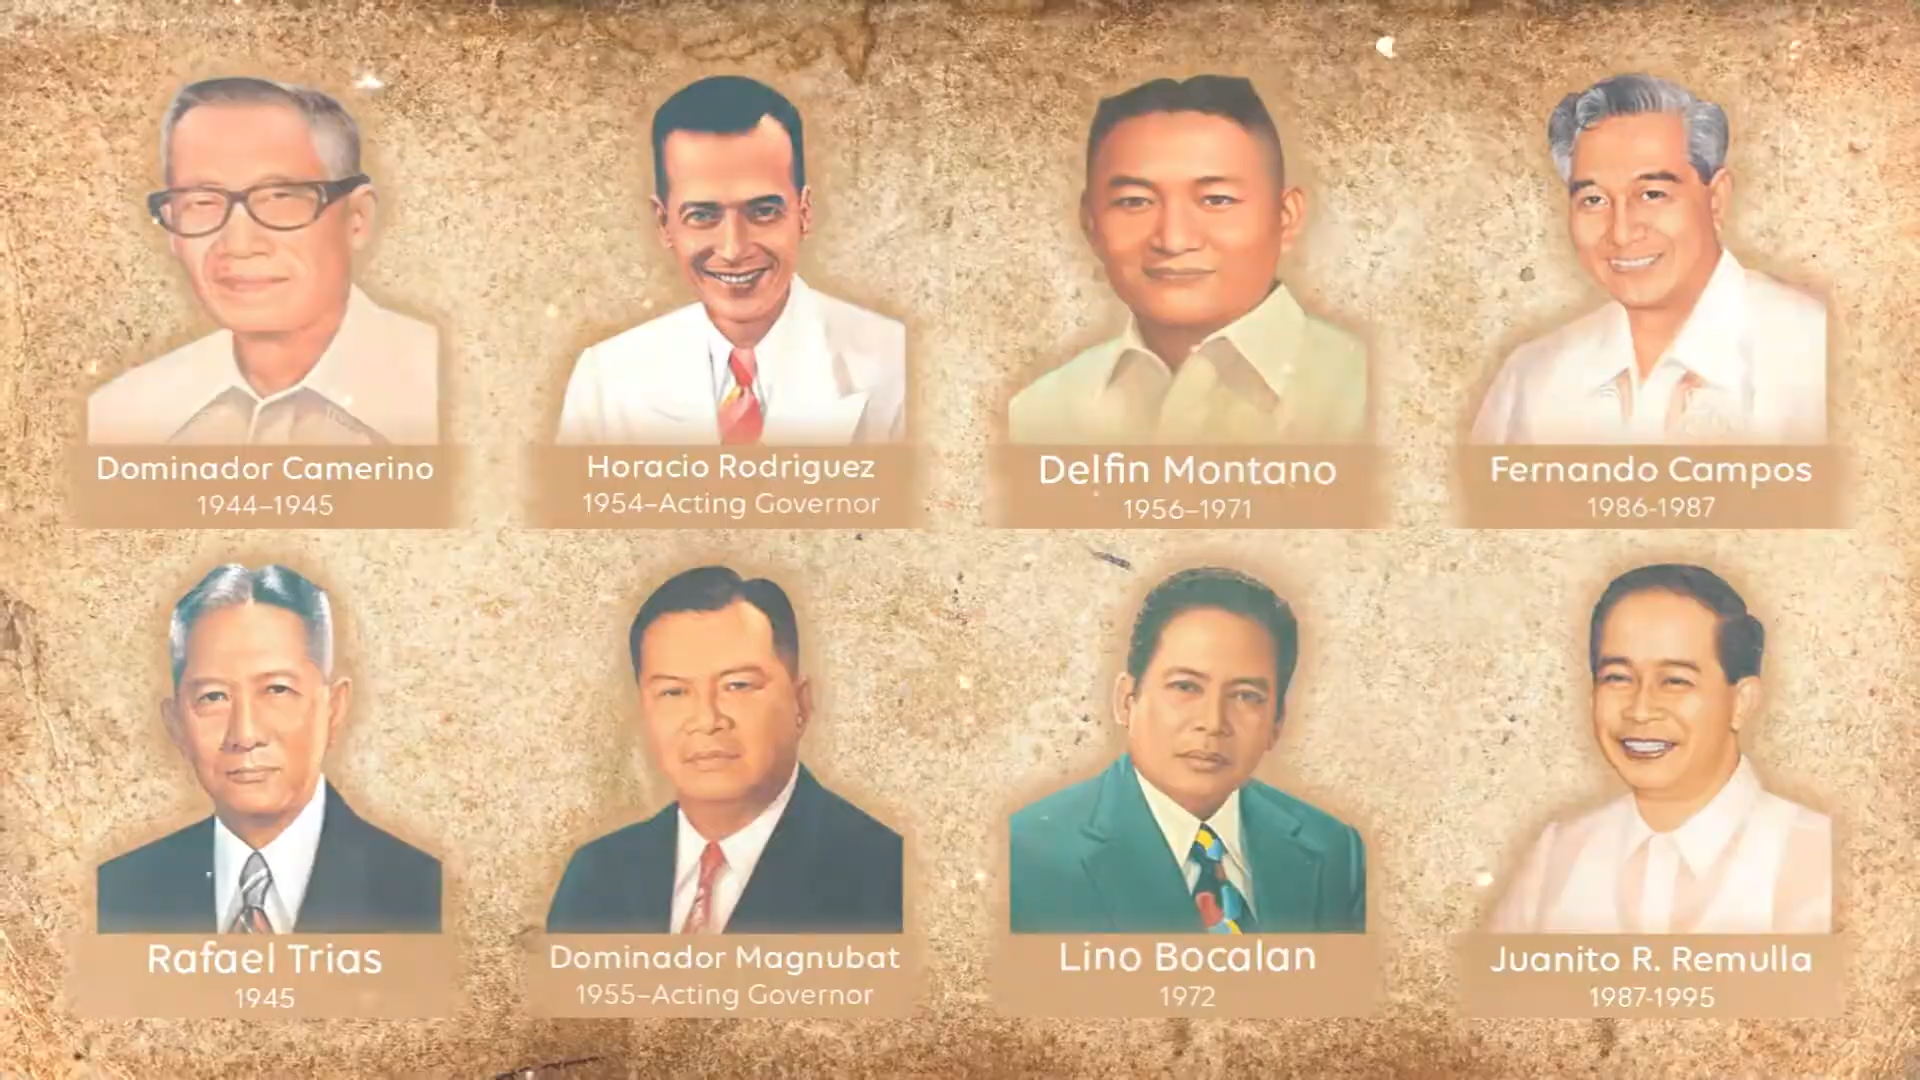 Dominador Camerino
1944–1945
Horacio Rodriguez
1954–Acting Governor
Delfin Montano
1956–1971
Fernando Campos
1986-1987
Rafael Trias
1945
Dominador Magnubat
1955–Acting Governor
Lino Bocalan
1972
Juanito R. Remulla
1987-1995